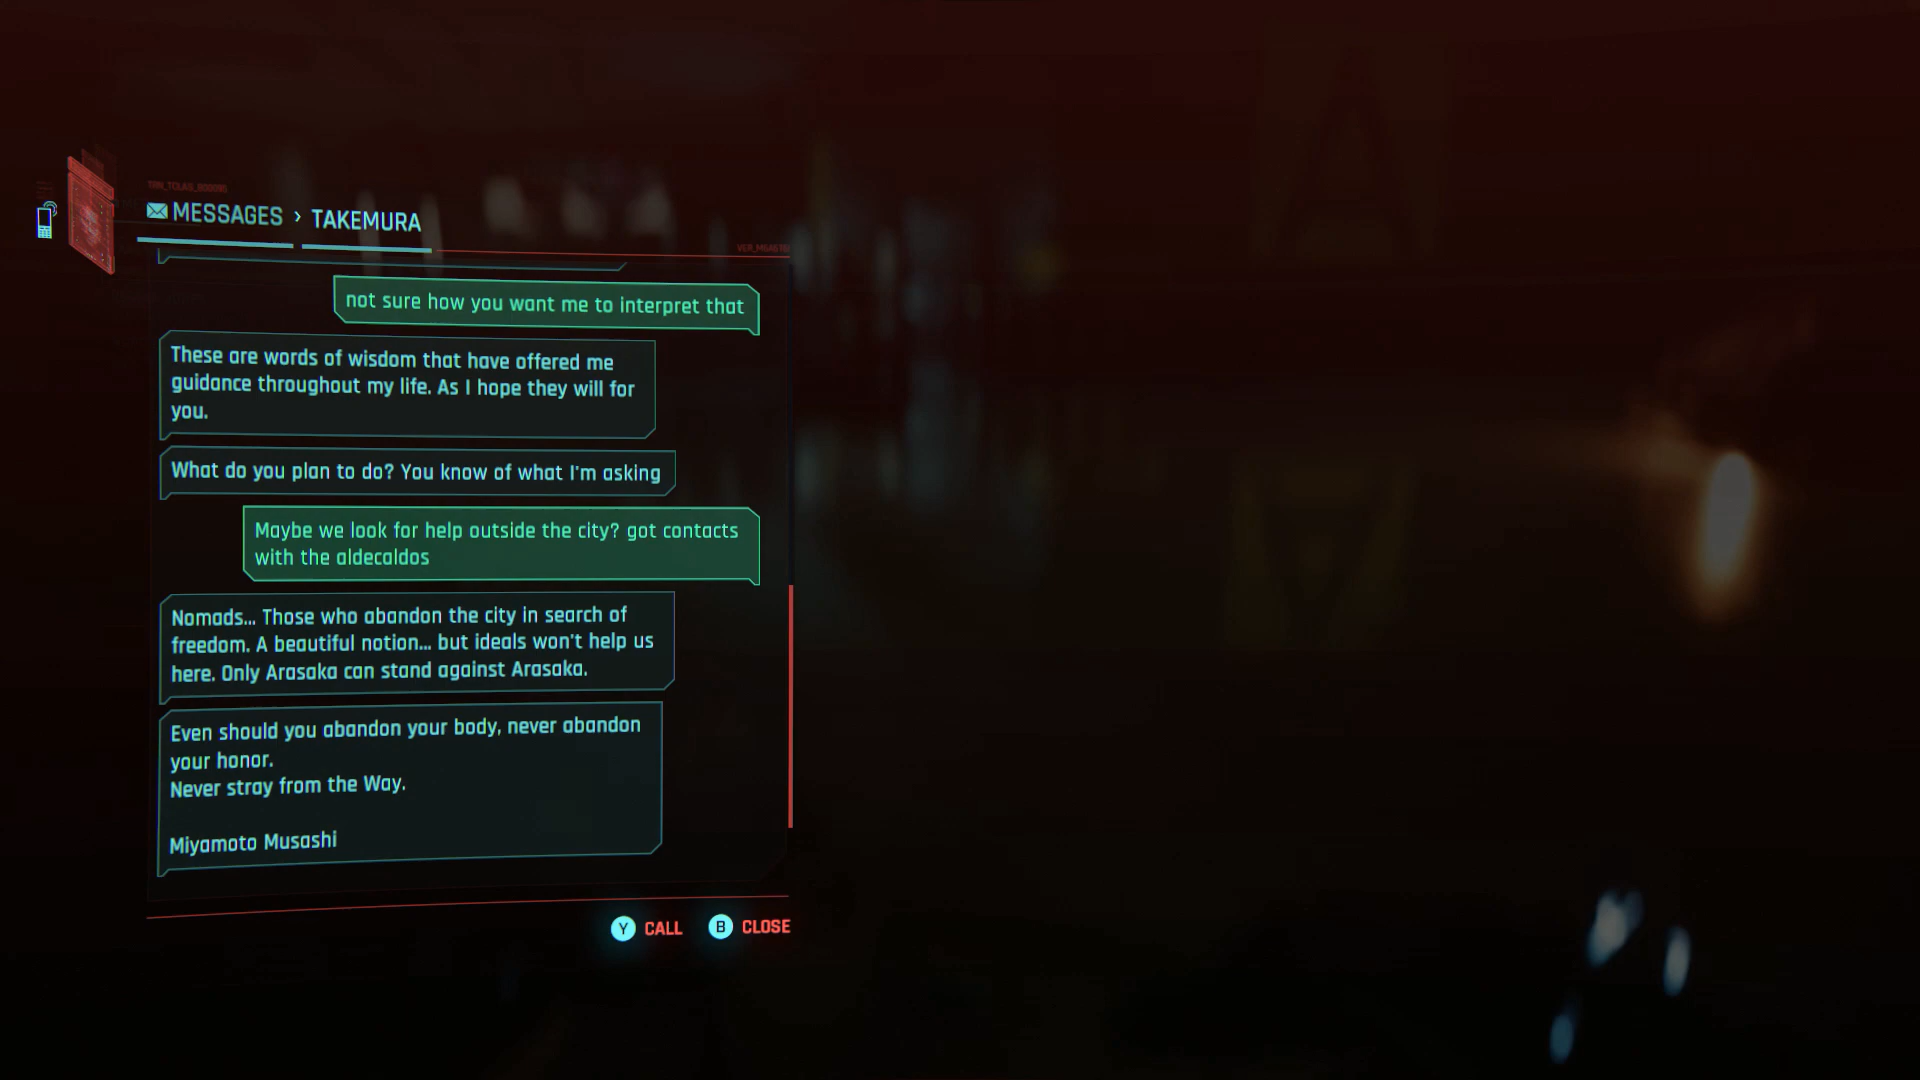 TRN_TCLAS_800095
MESSAGES › TAKEMURA
not sure how you want me to interpret that
These are words of wisdom that have offered me
guidance throughout my life. As I hope they will for
you.
What do you plan to do? You know of what I'm asking
Maybe we look for help outside the city? got contacts
with the aldecaldos
Nomads... Those who abandon the city in search of
freedom. A beautiful notion... but ideals won't help us
here. Only Arasaka can stand against Arasaka.
Even should you abandon your body, never abandon
your honor.
Never stray from the Way.
Miyamoto Musashi
Y CALL B CLOSE